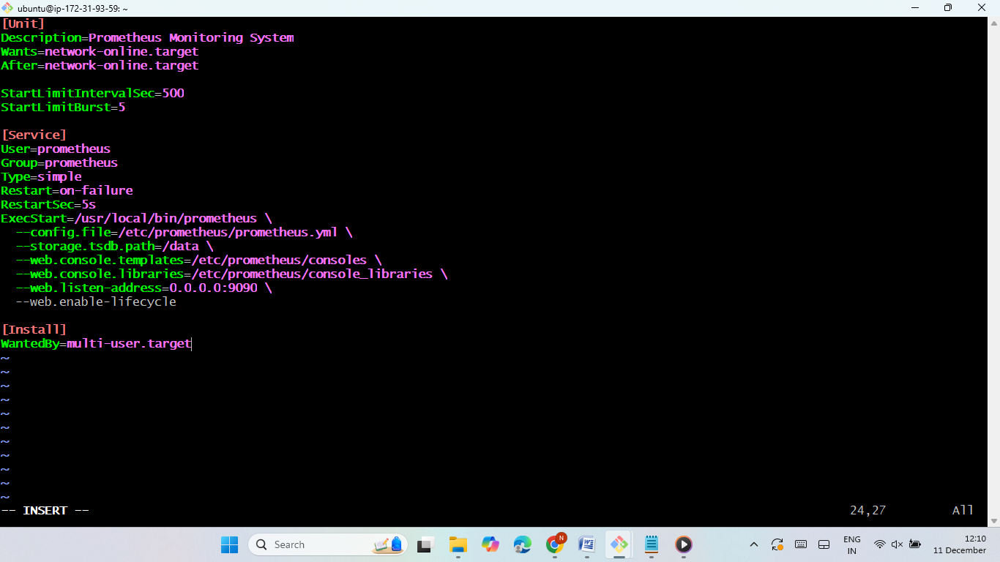 ubuntu@ip-172-31-93-59: ~
[Unit]
Description=Prometheus Monitoring System
Wants=network-online.target
After=network-online.target

StartLimitIntervalSec=500
StartLimitBurst=5

[Service]
User=prometheus
Group=prometheus
Type=simple
Restart=on-failure
RestartSec=5s
ExecStart=/usr/local/bin/prometheus \
  --config.file=/etc/prometheus/prometheus.yml \
  --storage.tsdb.path=/data \
  --web.console.templates=/etc/prometheus/consoles \
  --web.console.libraries=/etc/prometheus/console_libraries \
  --web.listen-address=0.0.0.0:9090 \
  --web.enable-lifecycle

[Install]
WantedBy=multi-user.target
~
~
~
~
~
~
~
~
~
~
~
-- INSERT -- 24,27 All
Search N W ENG IN 12:10
11 December